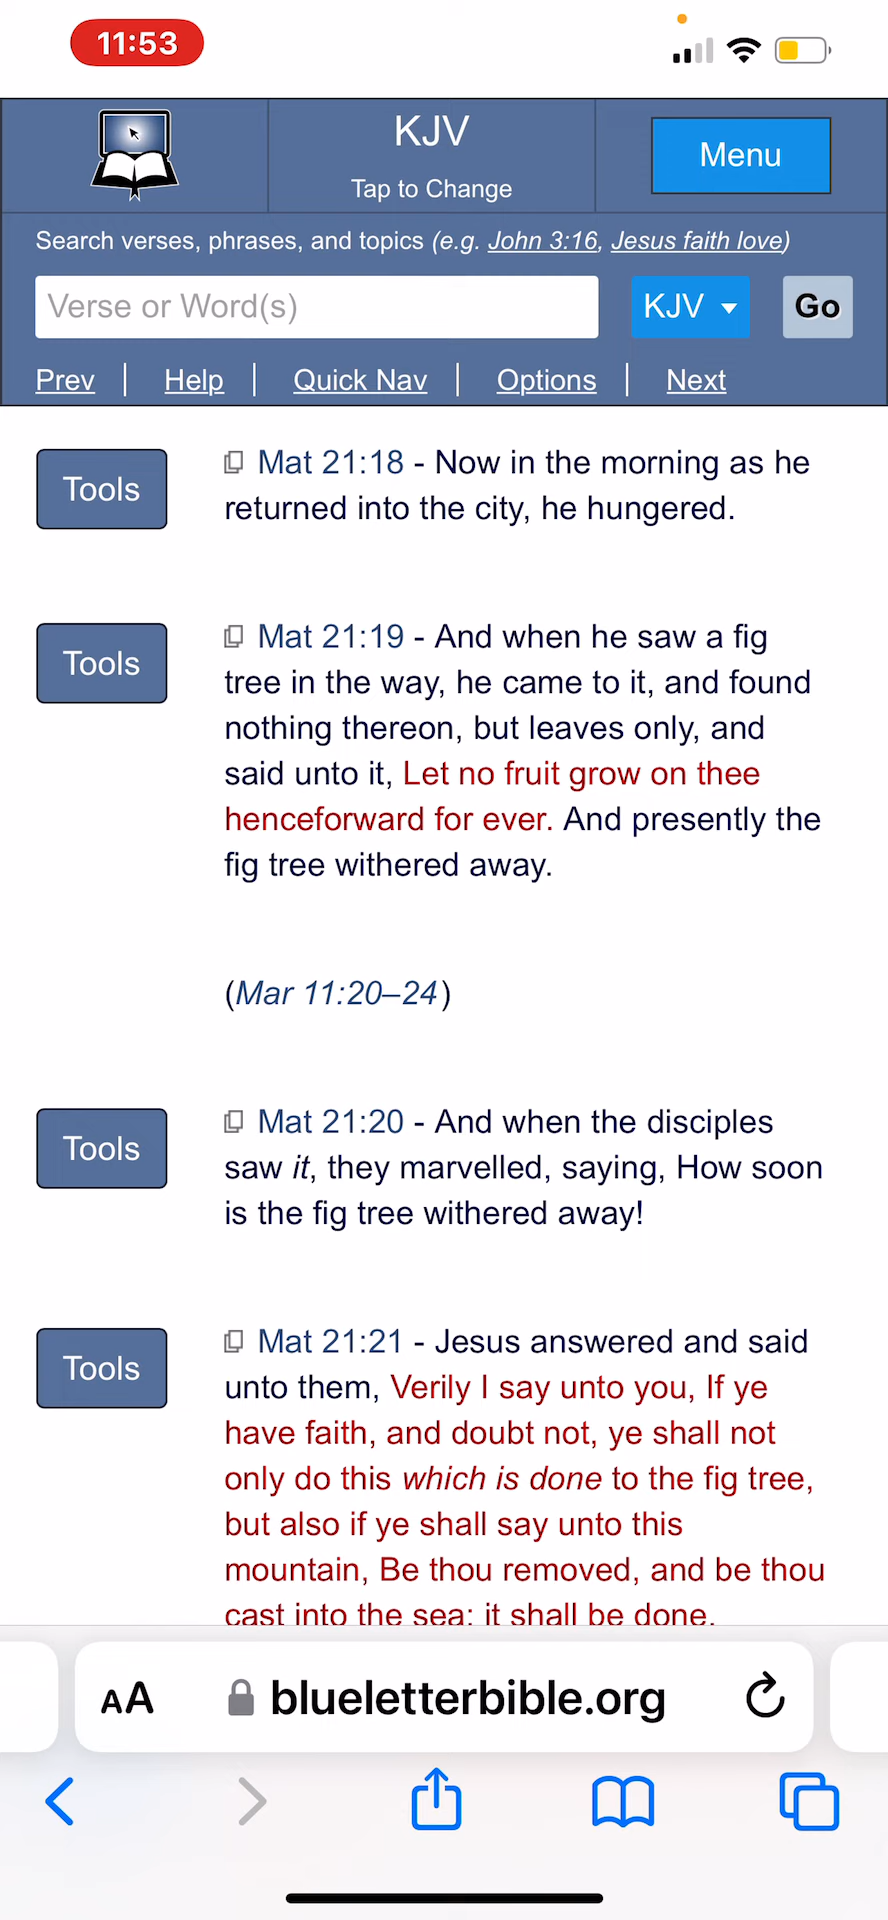 11:53
KJV
Tap to Change
Menu
Search verses, phrases, and topics (e.g. John 3:16, Jesus faith love)
Verse or Word(s)
KJV
Go
Prev | Help | Quick Nav | Options | Next
Tools
Mat 21:18 - Now in the morning as he
returned into the city, he hungered.
Tools
Mat 21:19 - And when he saw a fig
tree in the way, he came to it, and found
nothing thereon, but leaves only, and
said unto it, Let no fruit grow on thee
henceforward for ever. And presently the
fig tree withered away.
(Mar 11:20–24)
Tools
Mat 21:20 - And when the disciples
saw it, they marvelled, saying, How soon
is the fig tree withered away!
Tools
Mat 21:21 - Jesus answered and said
unto them, Verily I say unto you, If ye
have faith, and doubt not, ye shall not
only do this which is done to the fig tree,
but also if ye shall say unto this
mountain, Be thou removed, and be thou
cast into the sea; it shall be done.
AA
blueletterbible.org